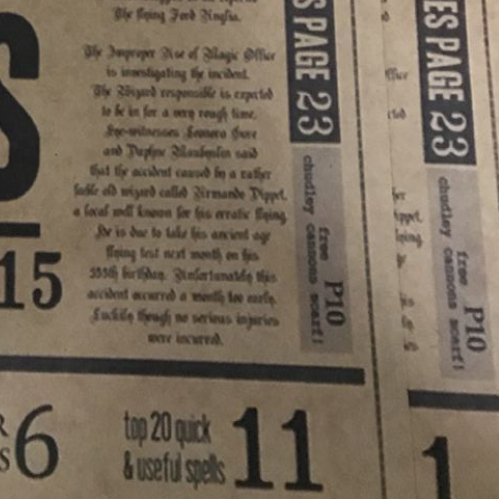 The flying Ford Anglia.
The Improper Use of Magic Office
is investigating the incident.
The Wizard responsible is expected
to be in for a very rough time.
Eye-witnesses
and Daphne said
that the accident caused by a rather
old wizard called Armando Dippet,
a local well known for his erratic flying.
He is due to take his ancient age
flying test next month on his
355th birthday. Unfortunately this
accident occurred a month too early.
Luckily though no serious injuries
were incurred.
S
15
S PAGE 23
free P10
chudley cannons scarf!
ES PAGE 23
free P10
chudley cannons scarf!
R
S 6
top 20 quick
& useful spells 11
1